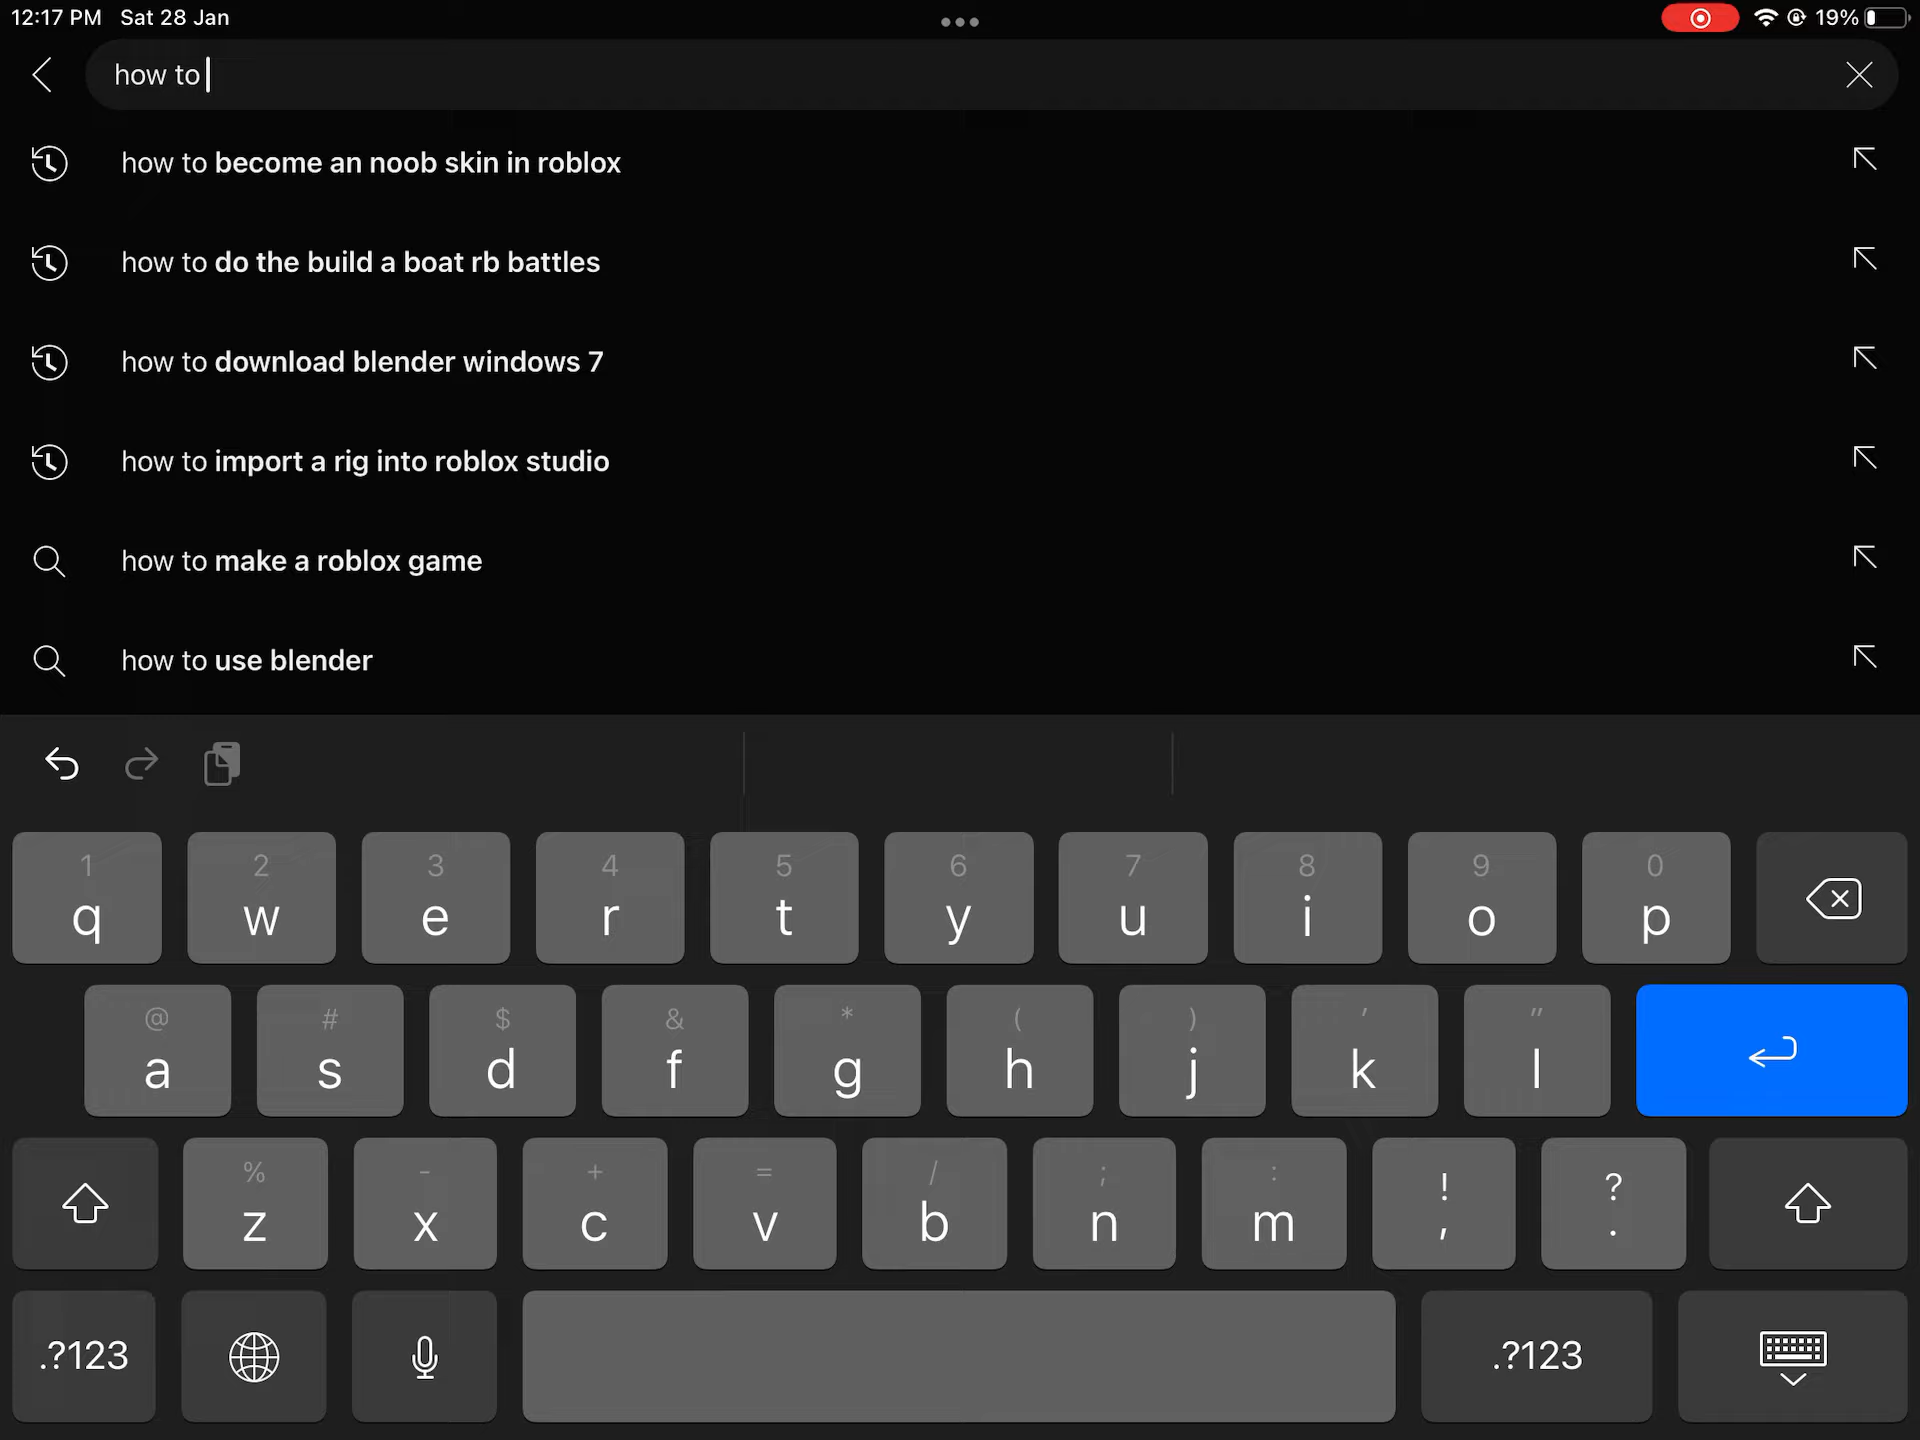 12:17 PM Sat 28 Jan
19%
how to
how to become an noob skin in roblox
how to do the build a boat rb battles
how to download blender windows 7
how to import a rig into roblox studio
how to make a roblox game
how to use blender
1 2 3 4 5 6 7 8 9 0
q w e r t y u i o p
@ # $ & * ( ) ' "
a s d f g h j k l
% - + = / ; : ! ?
z x c v b n m , .
.?123 .?123